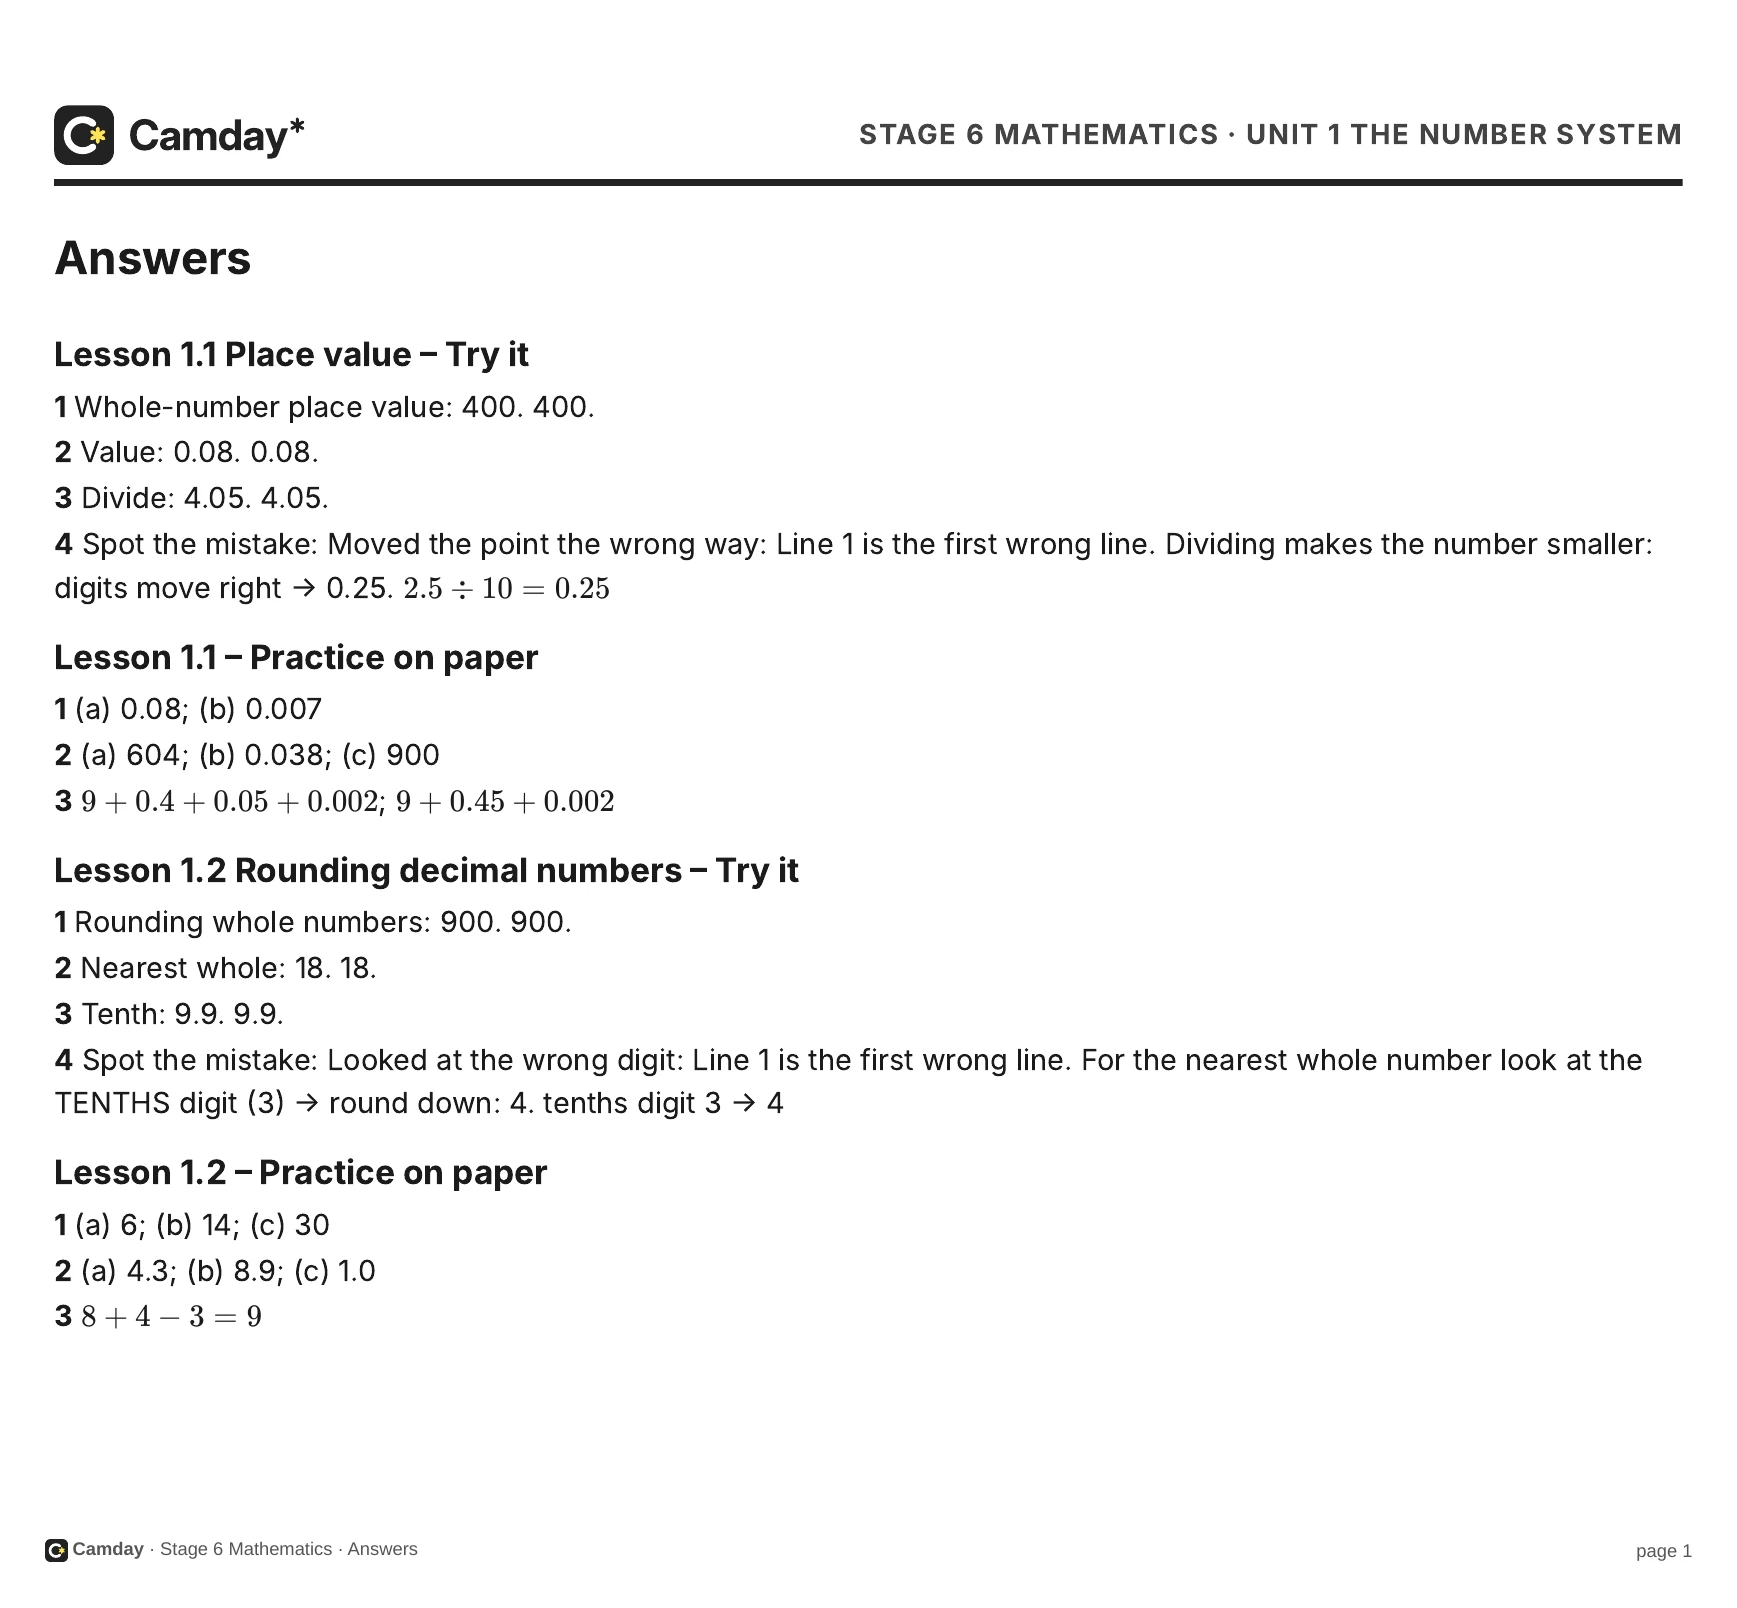 Camday*
STAGE 6 MATHEMATICS · UNIT 1 THE NUMBER SYSTEM
Answers
Lesson 1.1 Place value – Try it
1 Whole-number place value: 400. 400.
2 Value: 0.08. 0.08.
3 Divide: 4.05. 4.05.
4 Spot the mistake: Moved the point the wrong way: Line 1 is the first wrong line. Dividing makes the number smaller:
digits move right → 0.25. 2.5 ÷ 10 = 0.25
Lesson 1.1 – Practice on paper
1 (a) 0.08; (b) 0.007
2 (a) 604; (b) 0.038; (c) 900
3 9 + 0.4 + 0.05 + 0.002; 9 + 0.45 + 0.002
Lesson 1.2 Rounding decimal numbers – Try it
1 Rounding whole numbers: 900. 900.
2 Nearest whole: 18. 18.
3 Tenth: 9.9. 9.9.
4 Spot the mistake: Looked at the wrong digit: Line 1 is the first wrong line. For the nearest whole number look at the
TENTHS digit (3) → round down: 4. tenths digit 3 → 4
Lesson 1.2 – Practice on paper
1 (a) 6; (b) 14; (c) 30
2 (a) 4.3; (b) 8.9; (c) 1.0
3 8 + 4 − 3 = 9
Camday · Stage 6 Mathematics · Answers
page 1